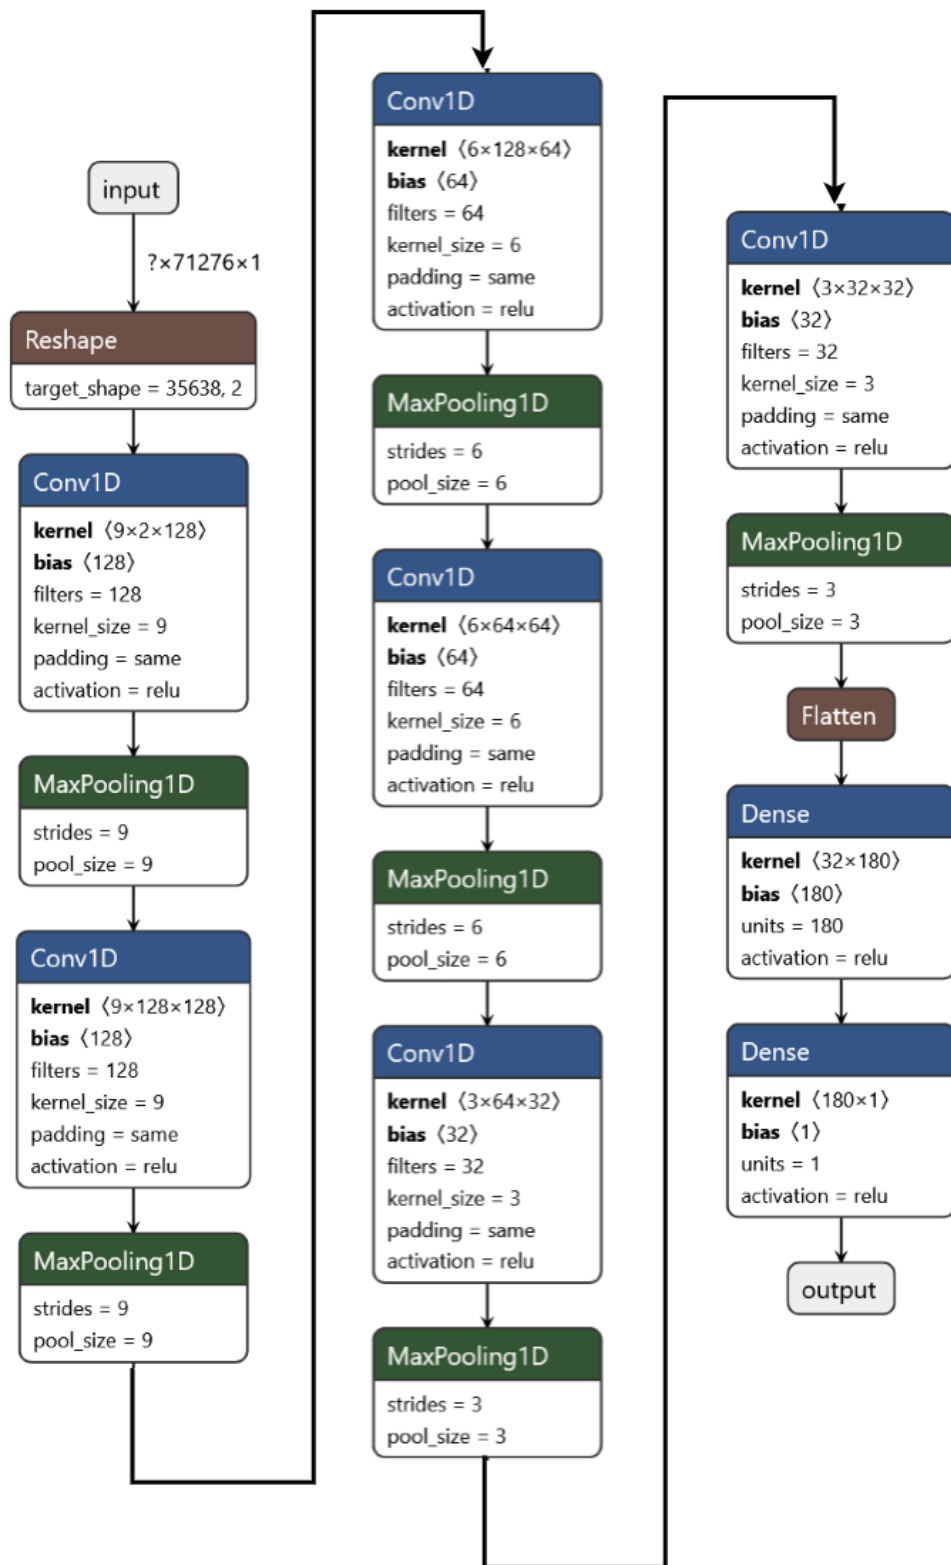 input
?×71276×1
Reshape
target_shape = 35638, 2
Conv1D
kernel 〈9×2×128〉
bias 〈128〉
filters = 128
kernel_size = 9
padding = same
activation = relu
MaxPooling1D
strides = 9
pool_size = 9
Conv1D
kernel 〈9×128×128〉
bias 〈128〉
filters = 128
kernel_size = 9
padding = same
activation = relu
MaxPooling1D
strides = 9
pool_size = 9
Conv1D
kernel 〈6×128×64〉
bias 〈64〉
filters = 64
kernel_size = 6
padding = same
activation = relu
MaxPooling1D
strides = 6
pool_size = 6
Conv1D
kernel 〈6×64×64〉
bias 〈64〉
filters = 64
kernel_size = 6
padding = same
activation = relu
MaxPooling1D
strides = 6
pool_size = 6
Conv1D
kernel 〈3×64×32〉
bias 〈32〉
filters = 32
kernel_size = 3
padding = same
activation = relu
MaxPooling1D
strides = 3
pool_size = 3
Conv1D
kernel 〈3×32×32〉
bias 〈32〉
filters = 32
kernel_size = 3
padding = same
activation = relu
MaxPooling1D
strides = 3
pool_size = 3
Flatten
Dense
kernel 〈32×180〉
bias 〈180〉
units = 180
activation = relu
Dense
kernel 〈180×1〉
bias 〈1〉
units = 1
activation = relu
output